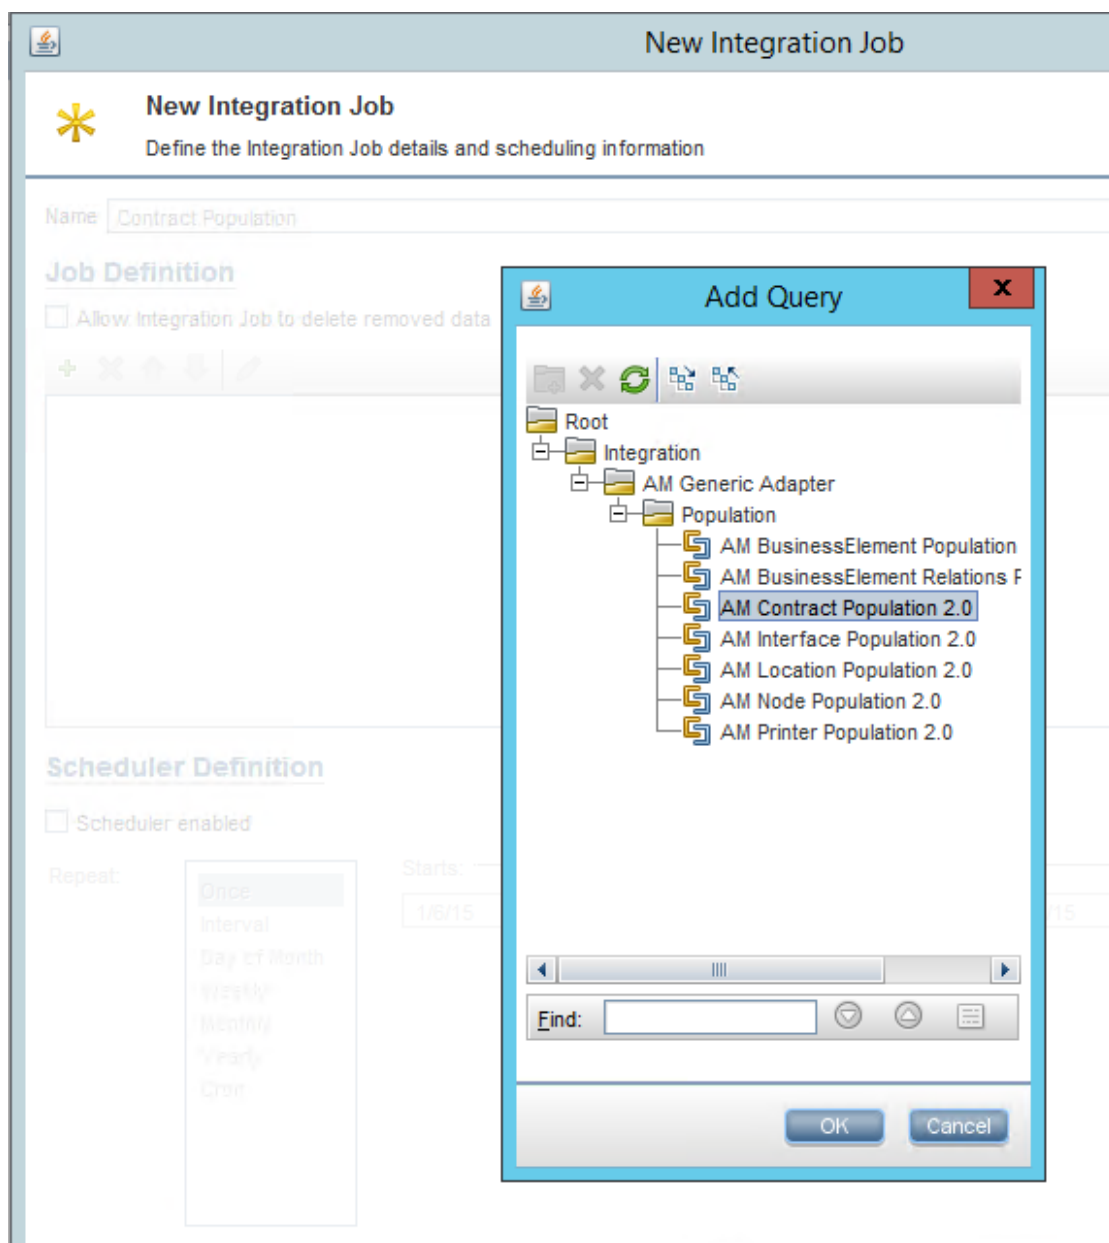 New Integration Job
New Integration Job
Define the Integration Job details and scheduling information
Name Contract Population
Job Definition
Allow Integration Job to delete removed data
Add Query
X
Root
Integration
AM Generic Adapter
Population
AM BusinessElement Population
AM BusinessElement Relations P
AM Contract Population 2.0
AM Interface Population 2.0
AM Location Population 2.0
AM Node Population 2.0
AM Printer Population 2.0
Scheduler Definition
Scheduler enabled
Repeat:
Once
Interval
Day of Month
Weekly
Monthly
Yearly
Cron
Starts:
1/6/15
/15
Find:
OK Cancel